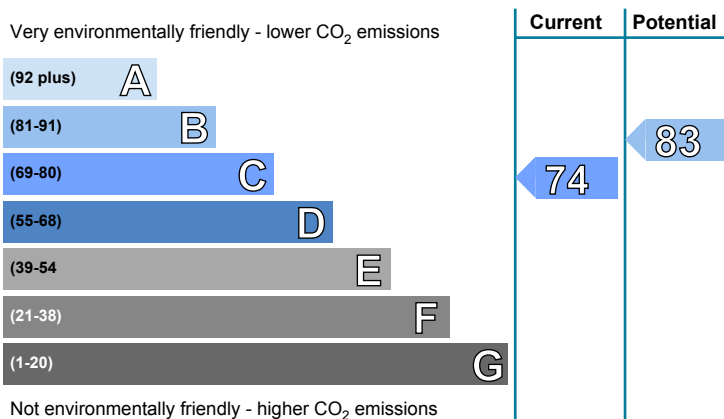 Current Potential
Very environmentally friendly - lower CO2 emissions
(92 plus) A
(81-91) B
83
(69-80) C
74
(55-68) D
(39-54 E
(21-38) F
(1-20) G
Not environmentally friendly - higher CO2 emissions